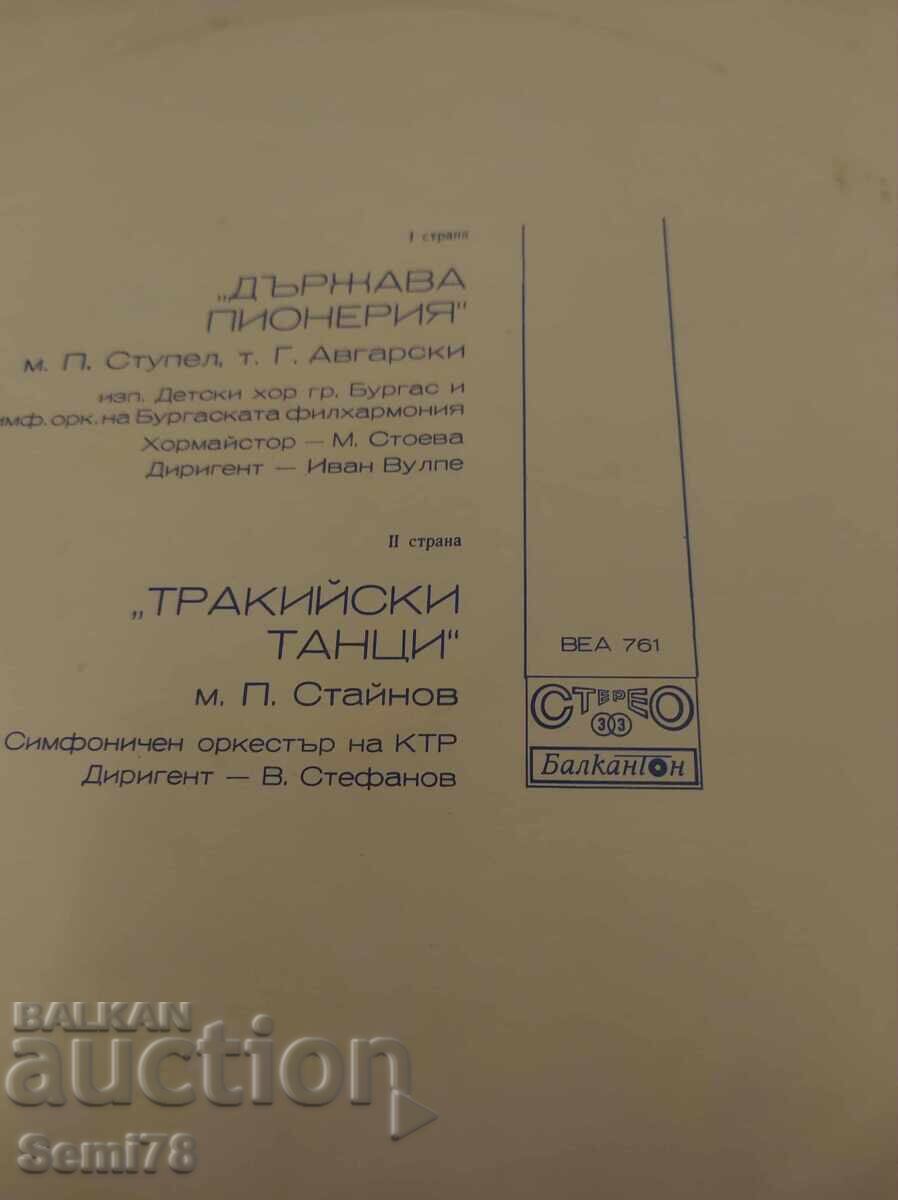 I страна
„ДЪРЖАВА
ПИОНЕРИЯ"
м. П. Ступел, т. Г. Авгарски
изп. Детски хор гр. Бургас и
орк. на Бургаската филхармония
Хормайстор — М. Стоева
Диригент — Иван Вулпе
II страна
„ТРАКИЙСКИ
ТАНЦИ"
м. П. Стайнов
Симфоничен оркестър на КТР
Диригент — В. Стефанов
ВЕА 761
СТЕРЕО
33
Балкантон
BALKAN
auction
Semi78